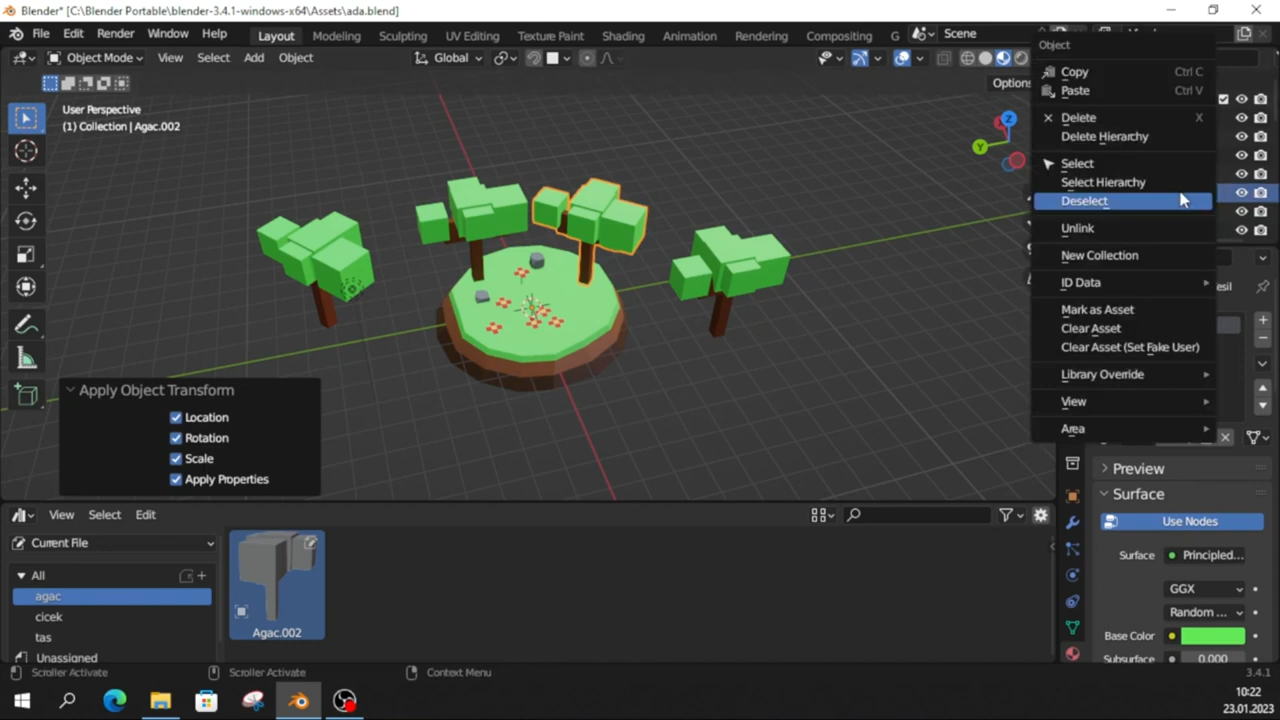 Blender* [C:\Blender Portable\blender-3.4.1-windows-x64\Assets\ada.blend]
File Edit Render Window Help Layout Modeling Sculpting UV Editing Texture Paint Shading Animation Rendering Compositing G Scene
Object Mode View Select Add Object Global
Options
User Perspective
(1) Collection | Agac.002
Z
Y
Object
Copy Ctrl C
Paste Ctrl V
Delete X
Delete Hierarchy
Select
Select Hierarchy
Deselect
Unlink
New Collection
ID Data
Mark as Asset
Clear Asset
Clear Asset (Set Fake User)
Library Override
View
Area
esil
Apply Object Transform
Location
Rotation
Scale
Apply Properties
Preview
Surface
Use Nodes
Surface Principled...
GGX
Random ...
Base Color
Subsurface 0.000
View Select Edit
Current File
All
agac
cicek
tas
Unassigned
Agac.002
Scroller Activate Scroller Activate Context Menu 3.4.1
10:22
23.01.2023